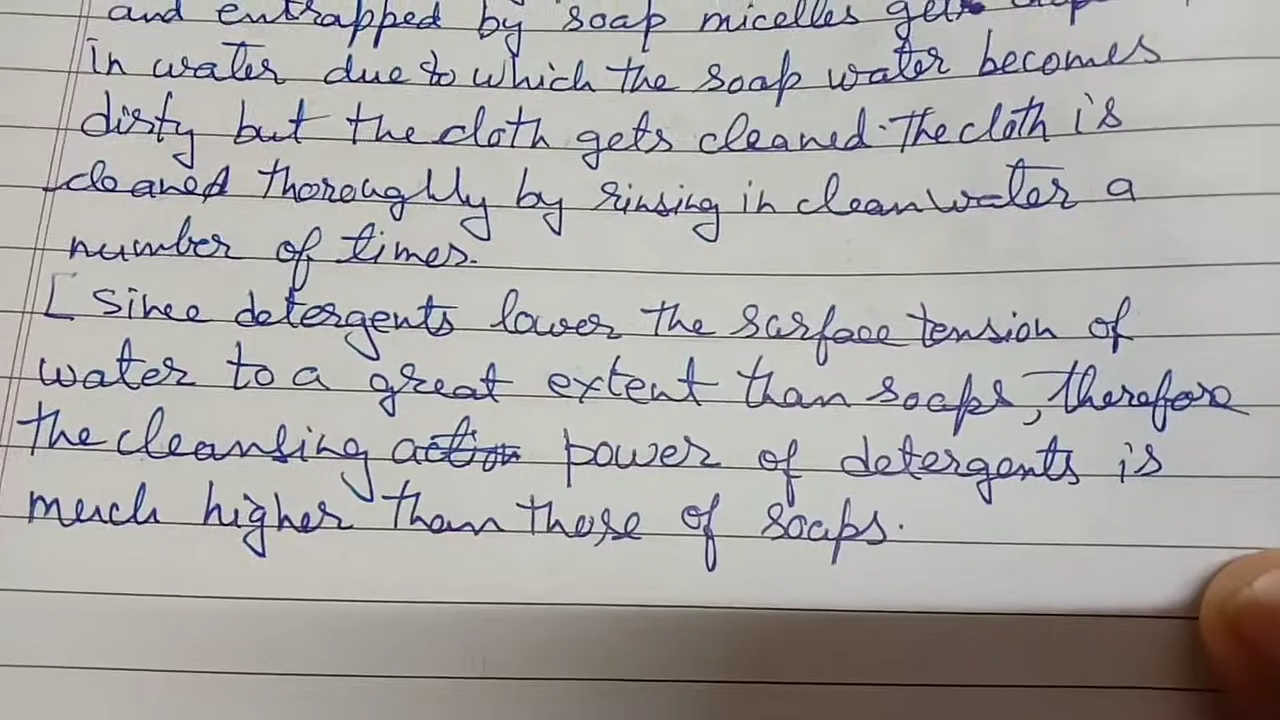 and entrapped by soap micelles get
in water due to which the soap water becomes
dirty but the cloth gets cleaned. The cloth is
cleaned thoroughly by rinsing in clean water a
number of times.
[ Since detergents lower the surface tension of
water to a great extent than soaps, therefore
the cleansing action power of detergents is
much higher than those of soaps.